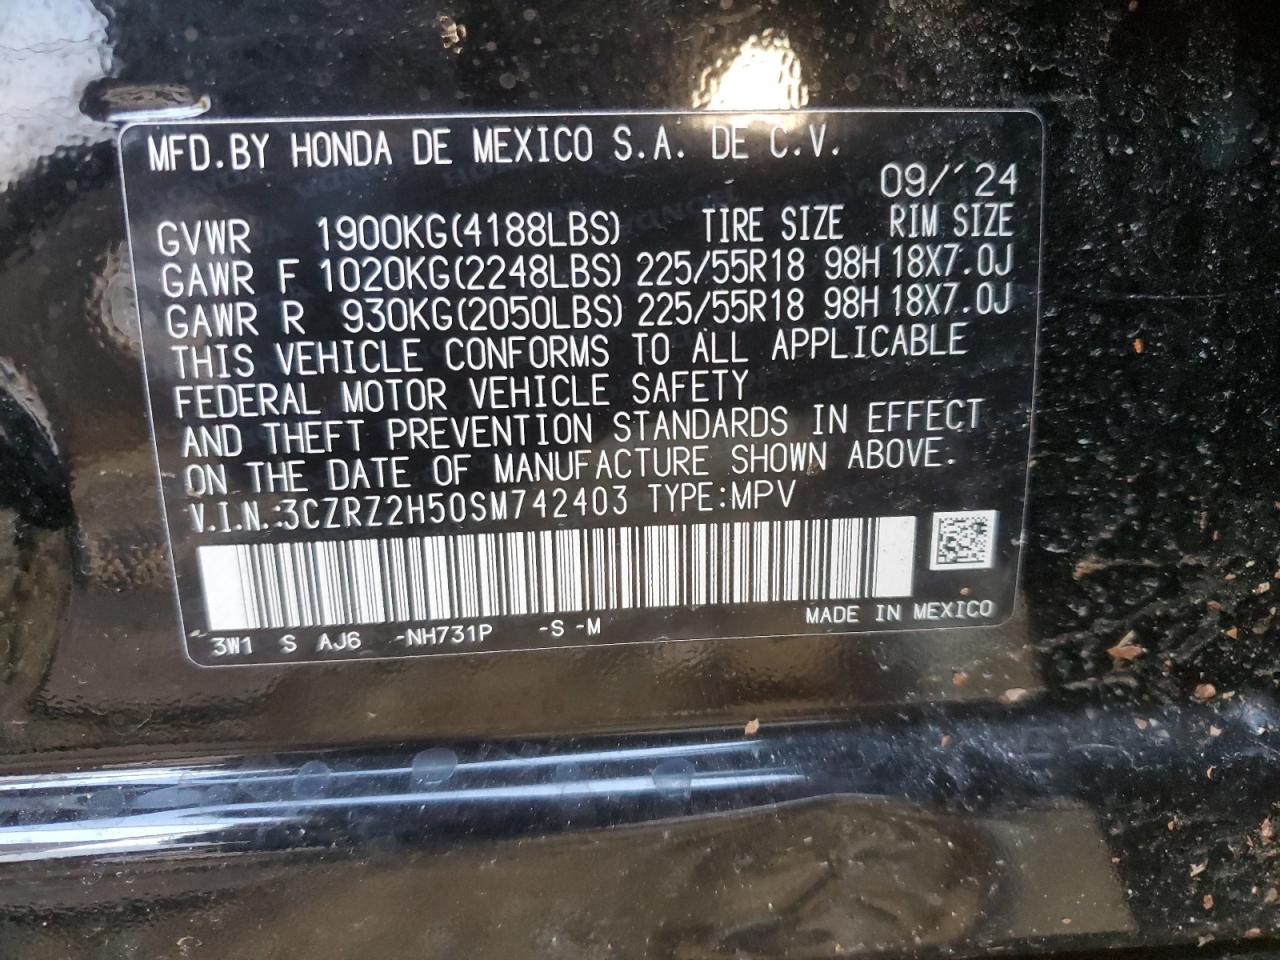 MFD.BY HONDA DE MEXICO S.A. DE C.V.
09/´24
GVWR 1900KG(4188LBS) TIRE SIZE RIM SIZE
GAWR F 1020KG(2248LBS) 225/55R18 98H 18X7.0J
GAWR R 930KG(2050LBS) 225/55R18 98H 18X7.0J
THIS VEHICLE CONFORMS TO ALL APPLICABLE
FEDERAL MOTOR VEHICLE SAFETY
AND THEFT PREVENTION STANDARDS IN EFFECT
ON THE DATE OF MANUFACTURE SHOWN ABOVE.
V.I.N.:3CZRZ2H50SM742403 TYPE:MPV
MADE IN MEXICO
3W1 S AJ6 -NH731P -S -M